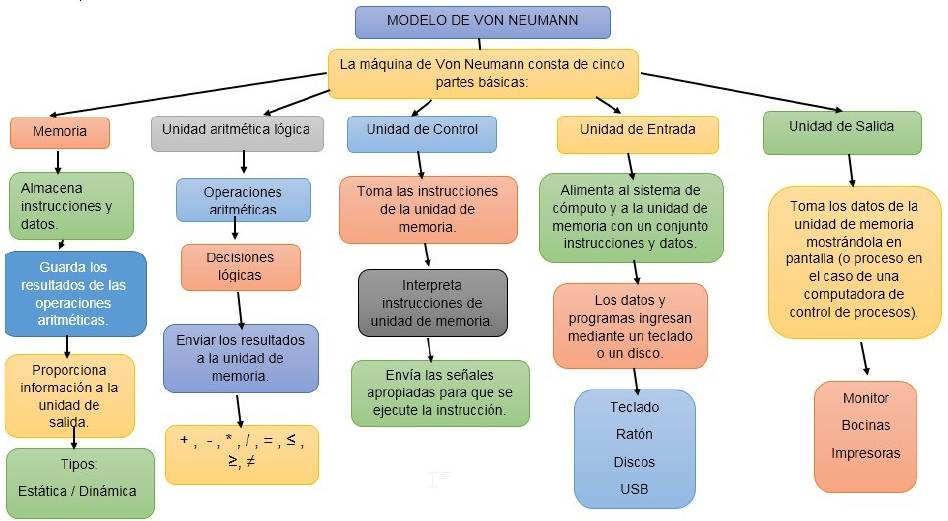 MODELO DE VON NEUMANN
La máquina de Von Neumann consta de cinco
partes básicas:
Memoria
Almacena
instrucciones y
datos.
Guarda los
resultados de las
operaciones
aritméticas.
Proporciona
información a la
unidad de
salida.
Tipos:
Estática / Dinámica
Unidad aritmética lógica
Operaciones
aritméticas
Decisiones
lógicas
Enviar los resultados
a la unidad de
memoria.
+ , - , * , / , = , ≤ ,
≥, ≠
Unidad de Control
Toma las instrucciones
de la unidad de
memoria.
Interpreta
instrucciones de
unidad de memoria.
Envía las señales
apropiadas para que se
ejecute la instrucción.
Unidad de Entrada
Alimenta al sistema de
cómputo y a la unidad de
memoria con un conjunto
instrucciones y datos.
Los datos y
programas ingresan
mediante un teclado
o un disco.
Teclado
Ratón
Discos
USB
Unidad de Salida
Toma los datos de la
unidad de memoria
mostrándola en
pantalla (o proceso en
el caso de una
computadora de
control de procesos).
Monitor
Bocinas
Impresoras